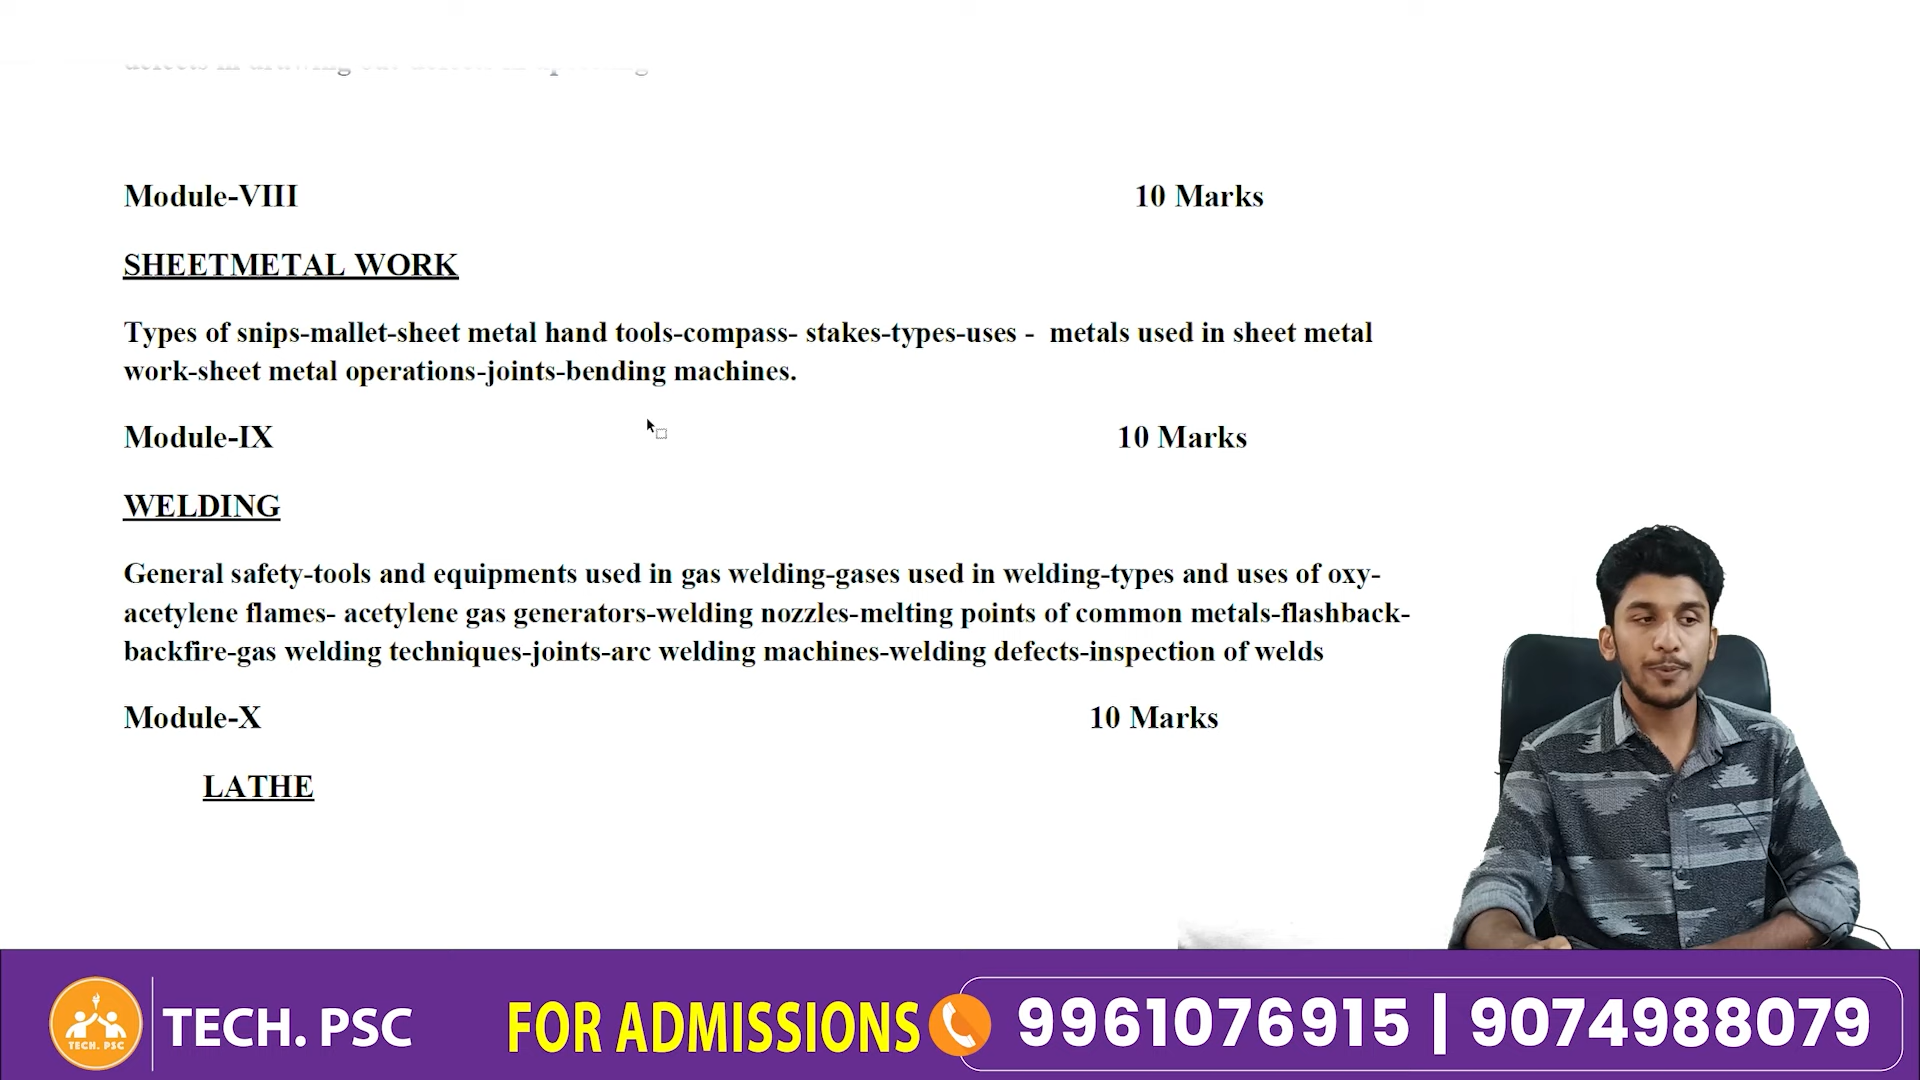 Module-VIII 10 Marks
SHEETMETAL WORK
Types of snips-mallet-sheet metal hand tools-compass- stakes-types-uses - metals used in sheet metal
work-sheet metal operations-joints-bending machines.
Module-IX 10 Marks
WELDING
General safety-tools and equipments used in gas welding-gases used in welding-types and uses of oxy-
acetylene flames- acetylene gas generators-welding nozzles-melting points of common metals-flashback-
backfire-gas welding techniques-joints-arc welding machines-welding defects-inspection of welds
Module-X 10 Marks
LATHE
TECH. PSC
TECH. PSC
FOR ADMISSIONS
9961076915 | 9074988079